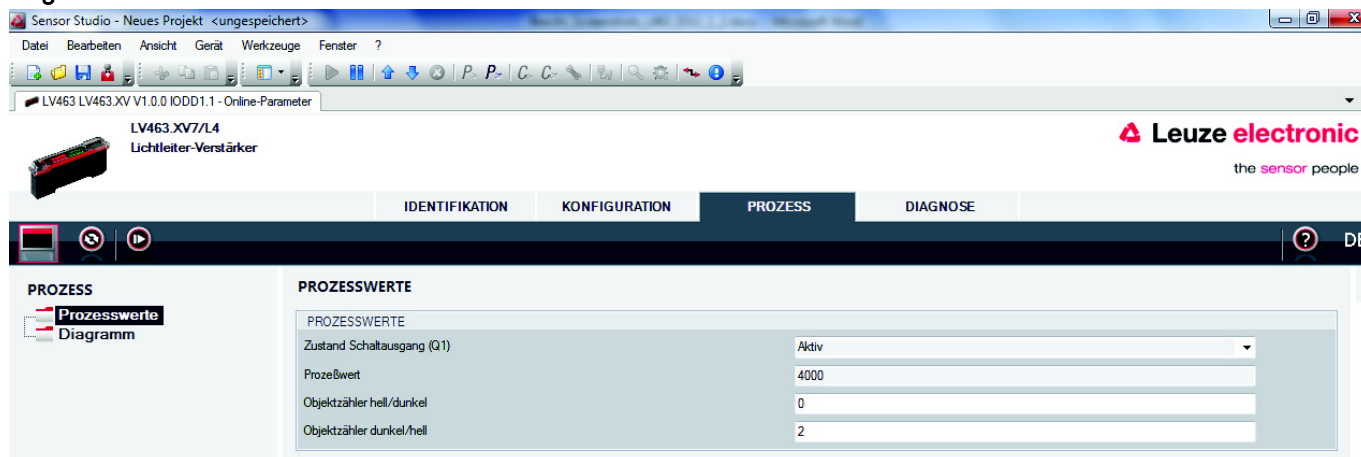 Sensor Studio - Neues Projekt <ungespeichert>
Datei Bearbeiten Ansicht Gerät Werkzeuge Fenster ?
LV463 LV463.XV V1.0.0 IODD1.1 - Online-Parameter
LV463.XV7/L4
Lichtleiter-Verstärker
Leuze electronic
the sensor people
IDENTIFIKATION KONFIGURATION PROZESS DIAGNOSE
DE
PROZESS
Prozesswerte
Diagramm
PROZESSWERTE
PROZESSWERTE
Zustand Schaltausgang (Q1) Aktiv
Prozeßwert 4000
Objektzähler hell/dunkel 0
Objektzähler dunkel/hell 2